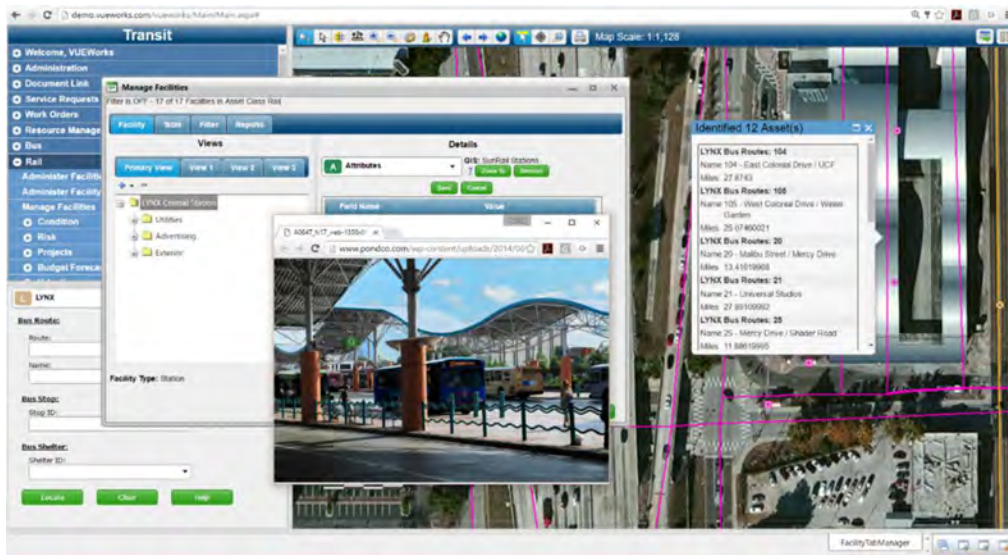 demo.vueworks.com/vueworks/Main/Main.aspx#
Transit
Map Scale: 1:1,128
Welcome, VUEWorks
Administration
Document Link
Service Requests
Work Orders
Resource Manage
Bus
Rail
Administer Faciliti
Administer Facility
Manage Facilities
Condition
Risk
Projects
Budget Foreca
Manage Facilities
Filter is OFF - 17 of 17 Facilities in Asset Class Rail
Facility
Table
Filter
Reports
Views
Details
Primary View
View 1
View 2
View 3
A
Attributes
GIS: SunRail Stations
Zoom To
Remove
Save
Cancel
Field Name
Value
LYNX Central Station
Utilities
Advertising
Exterior
Facility Type: Station
www.pondco.com/wp-content/uploads/2014/06
Identified 12 Asset(s)
LYNX Bus Routes: 104
Name 104 - East Colonial Drive / UCF
Miles 27.8743
LYNX Bus Routes: 105
Name 105 - West Colonial Drive / Winter
Garden
Miles 25.07460021
LYNX Bus Routes: 20
Name 20 - Malibu Street / Mercy Drive
Miles 13.41619968
LYNX Bus Routes: 21
Name 21 - Universal Studios
Miles 27.89109992
LYNX Bus Routes: 25
Name 25 - Mercy Drive / Shader Road
Miles 11.88619995
L
LYNX
Bus Route:
Route:
Name:
Bus Stop:
Stop ID:
Bus Shelter:
Shelter ID:
Locate
Clear
Help
FacilityTabManager